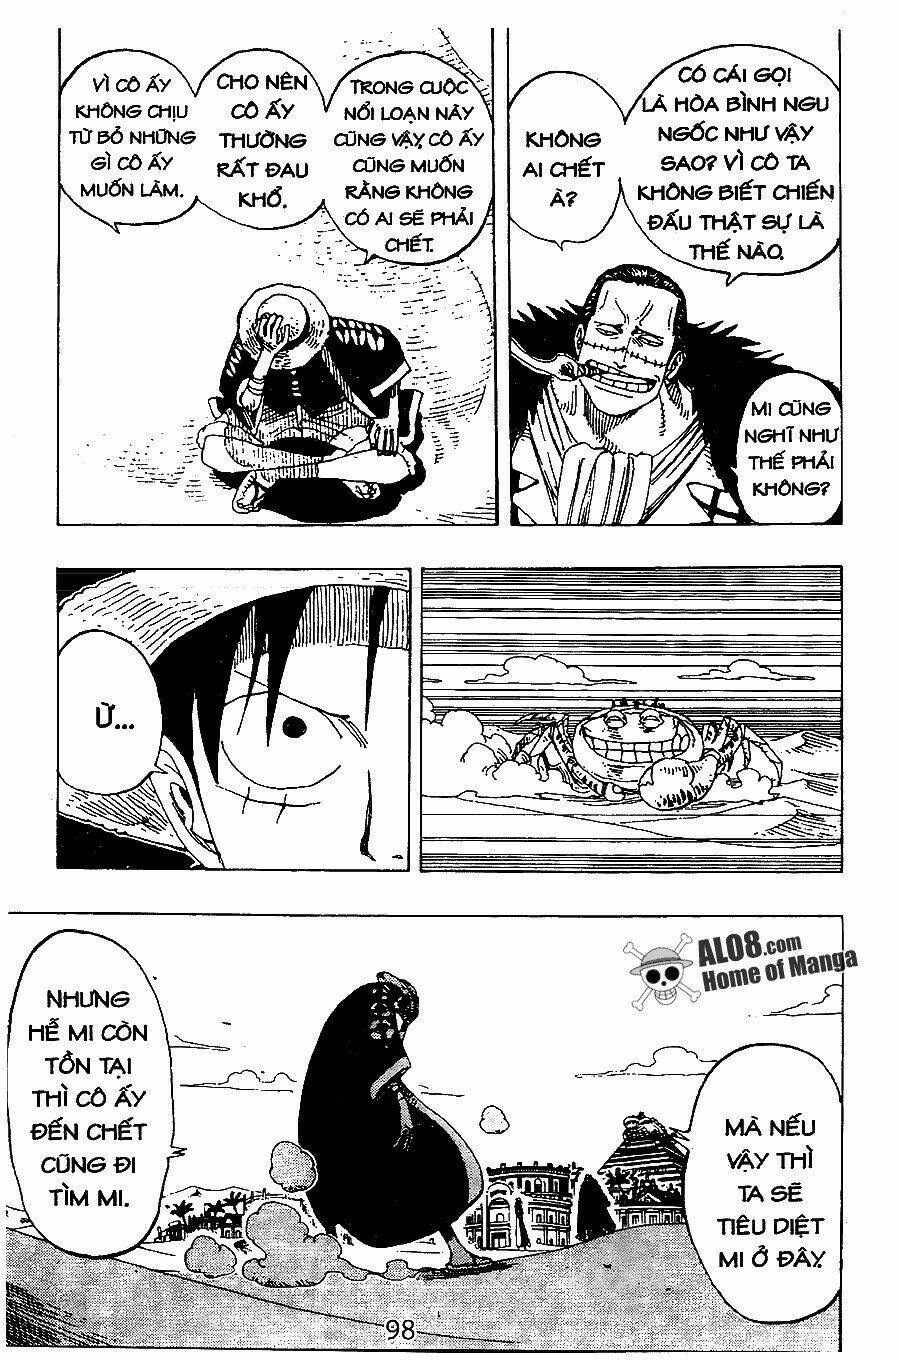 TRONG CUỘC
NỔI LOẠN NÀY
CŨNG VẬY, CÔ ẤY
CŨNG MUỐN
RẰNG KHÔNG
CÓ AI SẼ PHẢI
CHẾT.
CHO NÊN
CÔ ẤY
THƯỜNG
RẤT ĐAU
KHỔ.
VÌ CÔ ẤY
KHÔNG CHỊU
TỪ BỎ NHỮNG
GÌ CÔ ẤY
MUỐN LÀM.
KHÔNG
AI CHẾT
À?
CÓ CÁI GỌI
LÀ HÒA BÌNH NGU
NGỐC NHƯ VẬY
SAO? VÌ CÔ TA
KHÔNG BIẾT CHIẾN
ĐẤU THẬT SỰ LÀ
THẾ NÀO.
MI CŨNG
NGHĨ NHƯ
THẾ PHẢI
KHÔNG?
Ừ...
NHƯNG
HỄ MI CÒN
TỒN TẠI
THÌ CÔ ẤY
ĐẾN CHẾT
CŨNG ĐI
TÌM MI.
MÀ NẾU
VẬY THÌ
TA SẼ
TIÊU DIỆT
MI Ở ĐÂY.
ALO8.com
Home of Manga
98